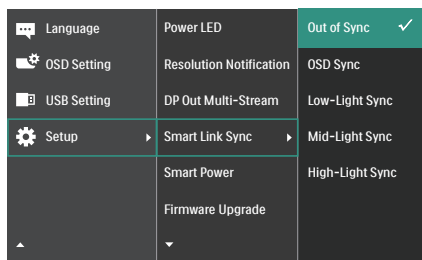 Language
OSD Setting
USB Setting
Setup
Power LED
Resolution Notification
DP Out Multi-Stream
Smart Link Sync
Smart Power
Firmware Upgrade
Out of Sync
OSD Sync
Low-Light Sync
Mid-Light Sync
High-Light Sync